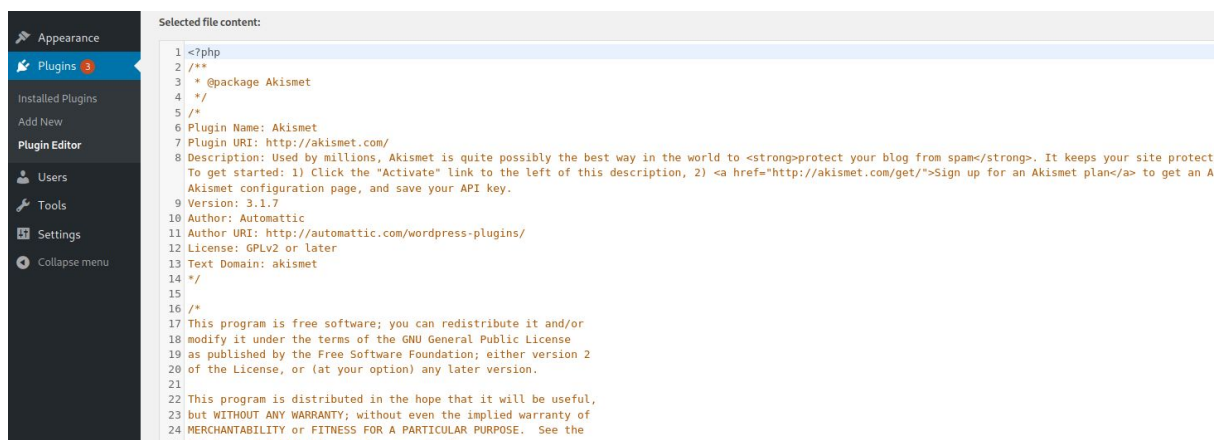 Selected file content:
Appearance
Plugins 3
Installed Plugins
Add New
Plugin Editor
Users
Tools
Settings
Collapse menu
1 <?php
2 /**
3  * @package Akismet
4  */
5 /*
6 Plugin Name: Akismet
7 Plugin URI: http://akismet.com/
8 Description: Used by millions, Akismet is quite possibly the best way in the world to <strong>protect your blog from spam</strong>. It keeps your site protect
To get started: 1) Click the "Activate" link to the left of this description, 2) <a href="http://akismet.com/get/">Sign up for an Akismet plan</a> to get an A
Akismet configuration page, and save your API key.
9 Version: 3.1.7
10 Author: Automattic
11 Author URI: http://automattic.com/wordpress-plugins/
12 License: GPLv2 or later
13 Text Domain: akismet
14 */
15
16 /*
17 This program is free software; you can redistribute it and/or
18 modify it under the terms of the GNU General Public License
19 as published by the Free Software Foundation; either version 2
20 of the License, or (at your option) any later version.
21
22 This program is distributed in the hope that it will be useful,
23 but WITHOUT ANY WARRANTY; without even the implied warranty of
24 MERCHANTABILITY or FITNESS FOR A PARTICULAR PURPOSE.  See the